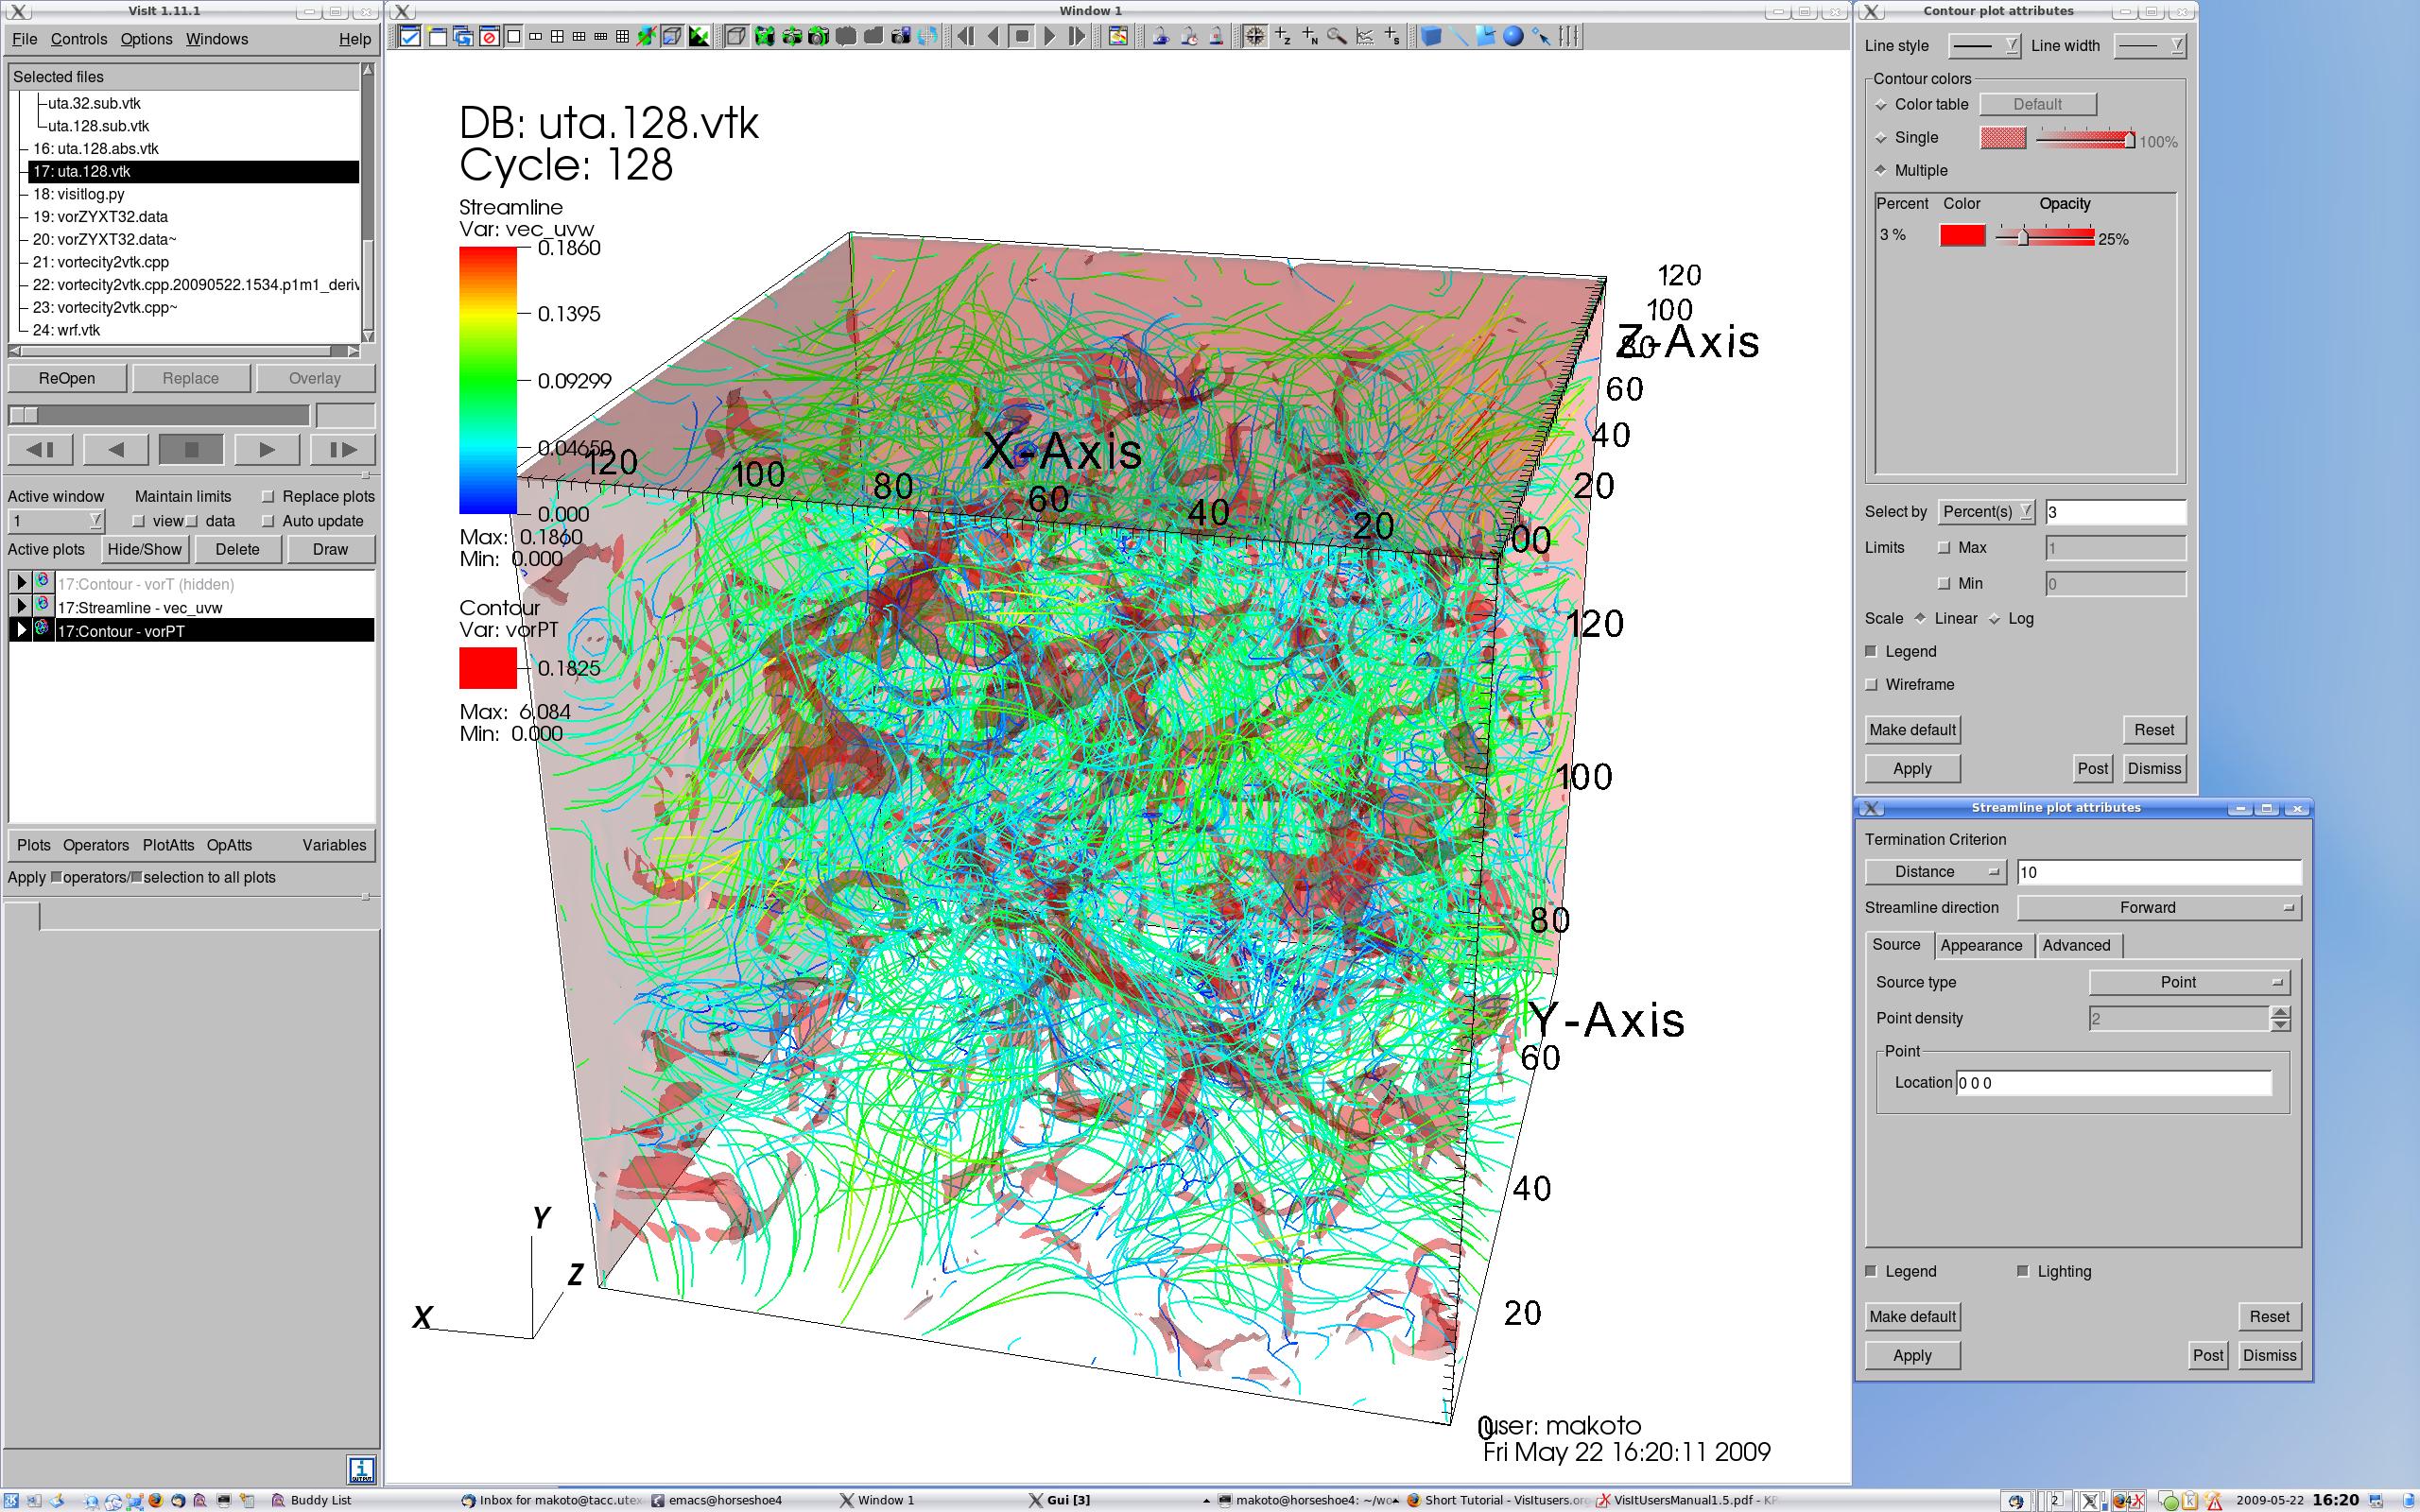 VisIt 1.11.1
File Controls Options Windows Help
Selected files
uta.32.sub.vtk
uta.128.sub.vtk
16: uta.128.abs.vtk
17: uta.128.vtk
18: visitlog.py
19: vorZYXT32.data
20: vorZYXT32.data~
21: vortecity2vtk.cpp
22: vortecity2vtk.cpp.20090522.1534.p1m1_deriv
23: vortecity2vtk.cpp~
24: wrf.vtk
ReOpen Replace Overlay
Active window Maintain limits Replace plots
1 view data Auto update
Active plots Hide/Show Delete Draw
17:Contour - vorT (hidden)
17:Streamline - vec_uvw
17:Contour - vorPT
Plots Operators PlotAtts OpAtts Variables
Apply operators/ selection to all plots
Window 1
DB: uta.128.vtk
Cycle: 128
Streamline
Var: vec_uvw
0.1860
0.1395
0.09299
0.04650
0.000
Max: 0.1860
Min: 0.000
Contour
Var: vorPT
0.1825
Max: 6.084
Min: 0.000
120
100
80
Z-Axis
60
40
20
0
X-Axis
120 100 80 60 40 20 0
120
100
80
Y-Axis
60
40
20
0
Y
Z
X
user: makoto
Fri May 22 16:20:11 2009
Contour plot attributes
Line style Line width
Contour colors
Color table Default
Single 100%
Multiple
Percent Color Opacity
3 % 25%
Select by Percent(s) 3
Limits Max 1
Min 0
Scale Linear Log
Legend
Wireframe
Make default Reset
Apply Post Dismiss
Streamline plot attributes
Termination Criterion
Distance 10
Streamline direction Forward
Source Appearance Advanced
Source type Point
Point density 2
Point
Location 0 0 0
Legend Lighting
Make default Reset
Apply Post Dismiss
Buddy List Inbox for makoto@tacc.utex emacs@horseshoe4 Window 1 Gui [3] makoto@horseshoe4: ~/wo Short Tutorial - VisItusers.org VisItUsersManual1.5.pdf - KP 2 2009-05-22 16:20